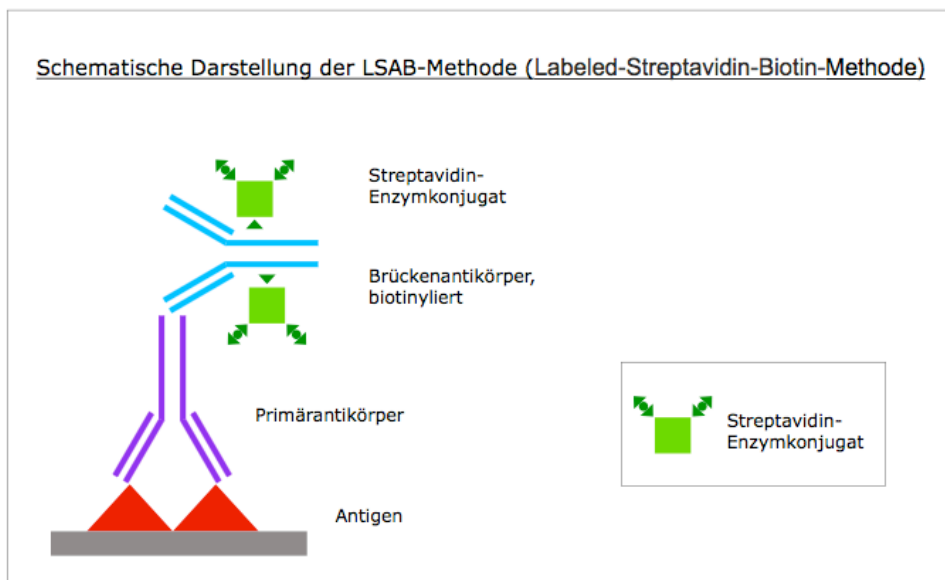 Schematische Darstellung der LSAB-Methode (Labeled-Streptavidin-Biotin-Methode)
Streptavidin-
Enzymkonjugat
Brückenantikörper,
biotinyliert
Primärantikörper
Streptavidin-
Enzymkonjugat
Antigen